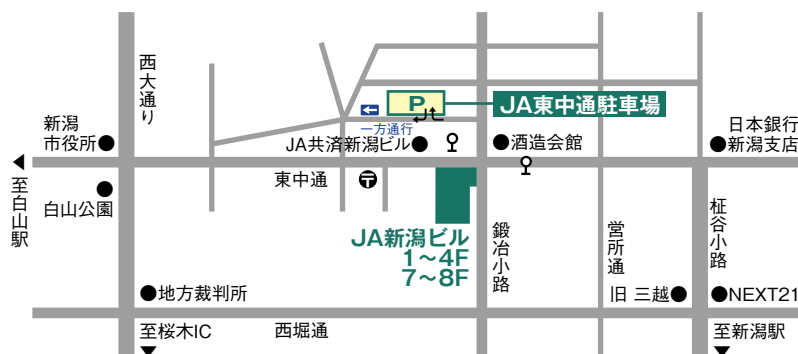 西大通り
新潟
市役所
P
JA東中通駐車場
一方通行
JA共済新潟ビル
酒造会館
日本銀行
新潟支店
至白山駅
白山公園
東中通
〒
JA新潟ビル
1〜4F
7〜8F
鍛冶小路
営所通
柾谷小路
地方裁判所
旧 三越
NEXT21
至桜木IC
西堀通
至新潟駅